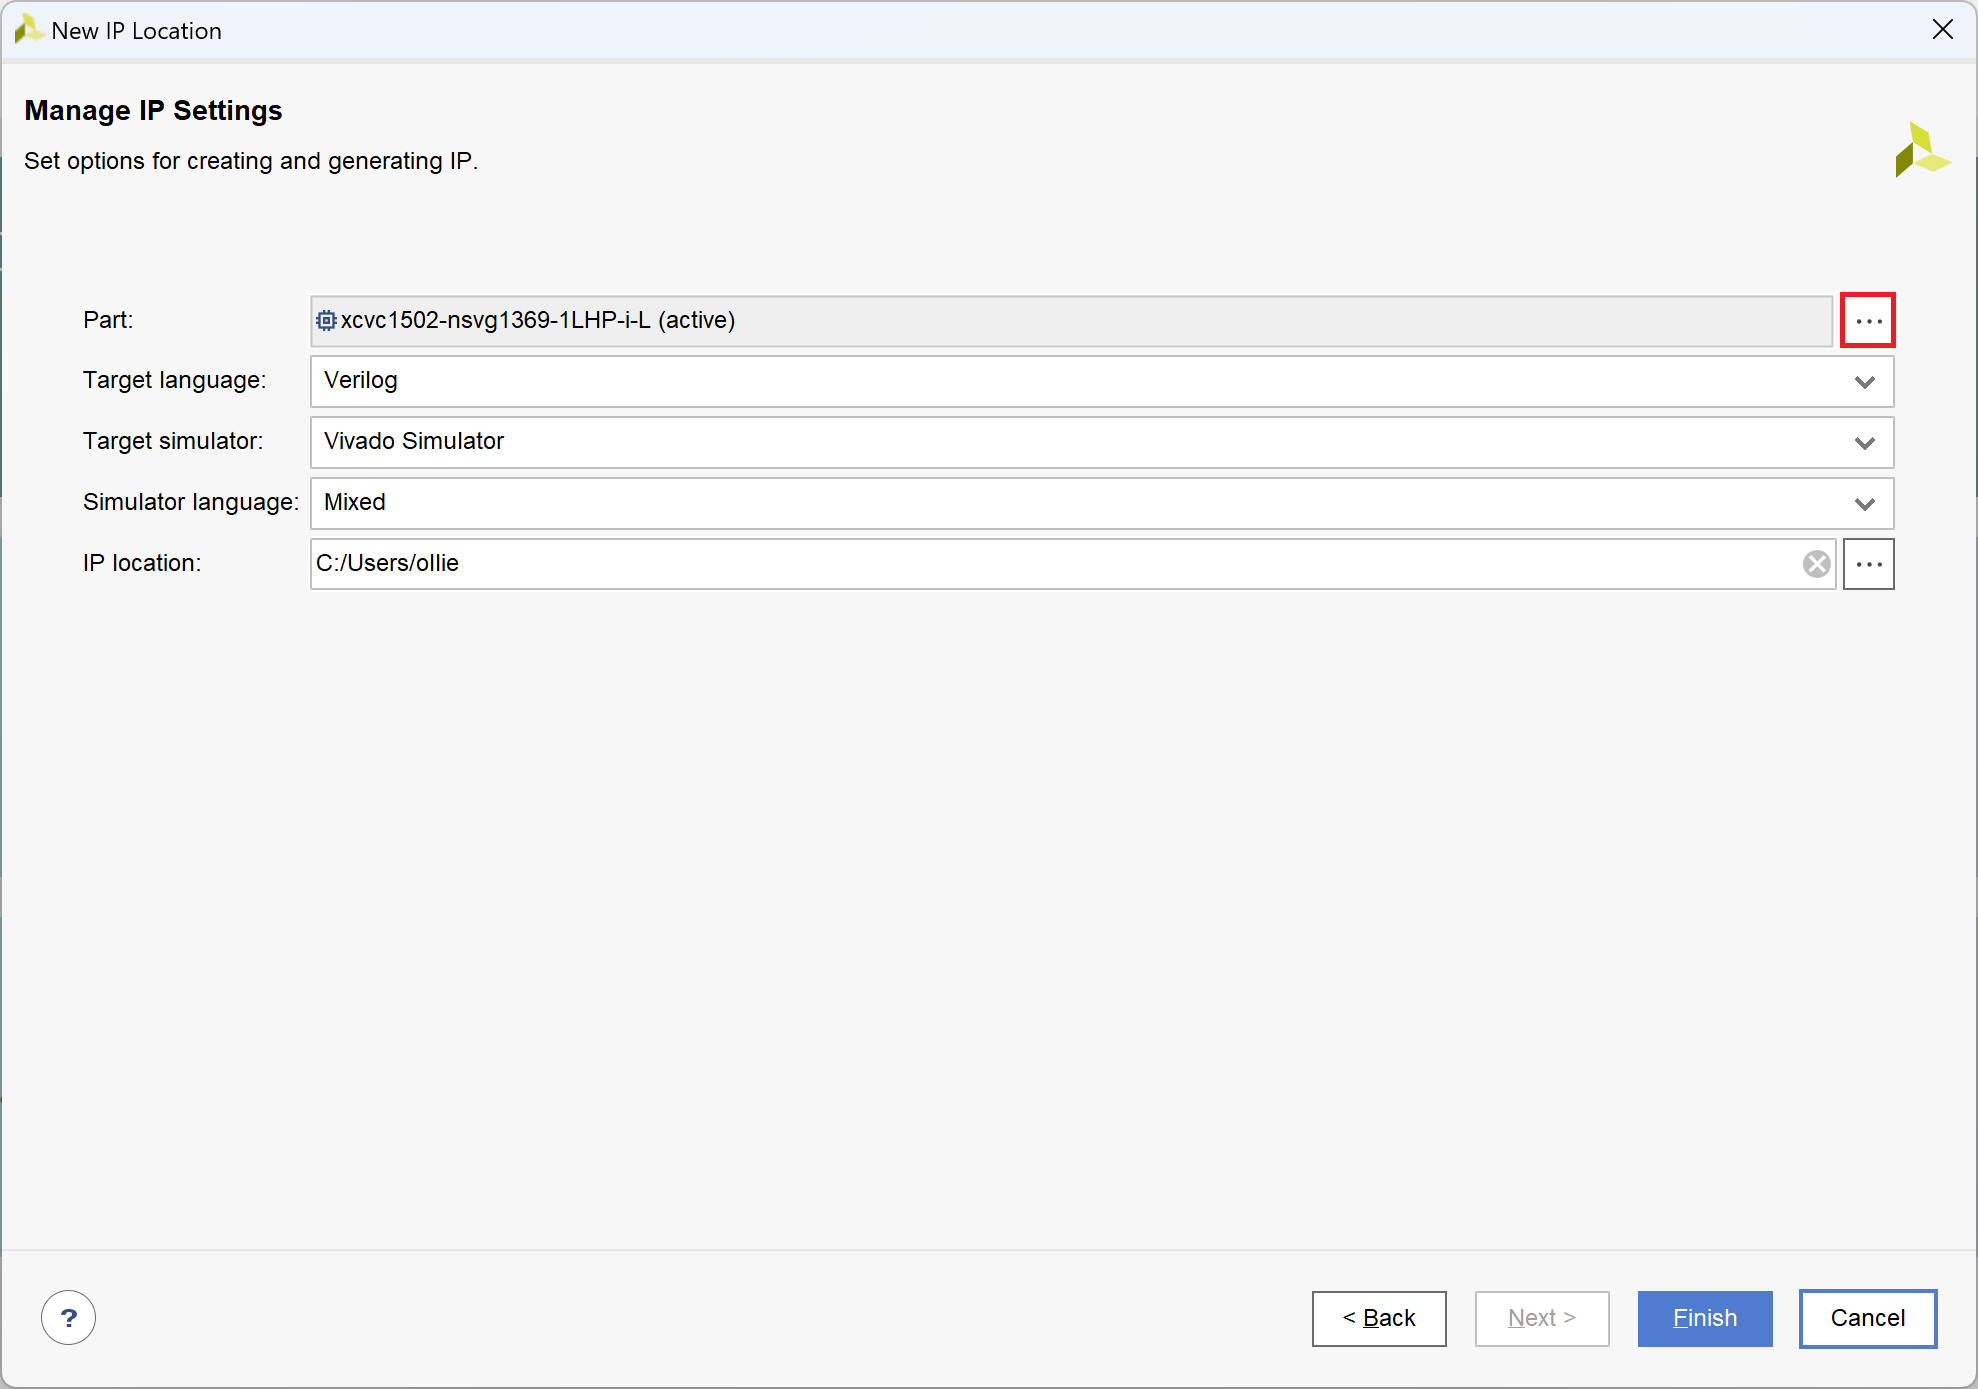 New IP Location
Manage IP Settings
Set options for creating and generating IP.
Part: xcvc1502-nsvg1369-1LHP-i-L (active) ...
Target language: Verilog
Target simulator: Vivado Simulator
Simulator language: Mixed
IP location: C:/Users/ollie ...
? < Back Next > Finish Cancel